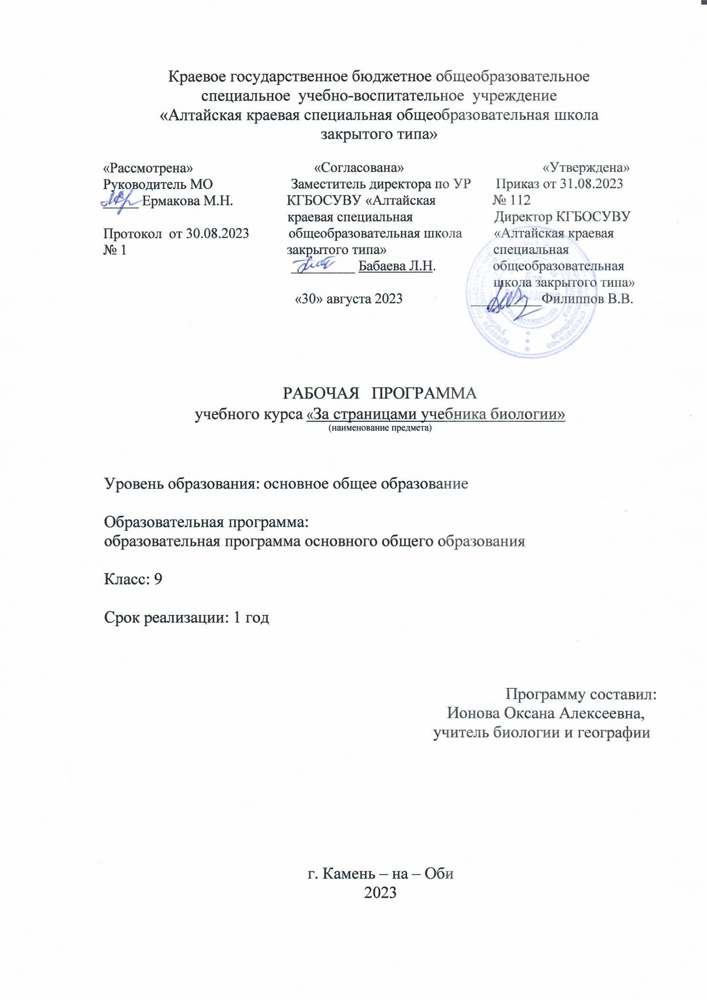 Краевое государственное бюджетное общеобразовательное
специальное учебно-воспитательное учреждение
«Алтайская краевая специальная общеобразовательная школа
закрытого типа»
«Рассмотрена»
Руководитель МО
Ермакова М.Н.
Протокол от 30.08.2023
№ 1
«Согласована»
Заместитель директора по УР
КГБОСУВУ «Алтайская
краевая специальная
общеобразовательная школа
закрытого типа»
Бабаева Л.Н.
«30» августа 2023
«Утверждена»
Приказ от 31.08.2023
№ 112
Директор КГБОСУВУ
«Алтайская краевая
специальная
общеобразовательная
школа закрытого типа»
Филиппов В.В.
РАБОЧАЯ ПРОГРАММА
учебного курса «За страницами учебника биологии»
(наименование предмета)
Уровень образования: основное общее образование
Образовательная программа:
образовательная программа основного общего образования
Класс: 9
Срок реализации: 1 год
Программу составил:
Ионова Оксана Алексеевна,
учитель биологии и географии
г. Камень – на – Оби
2023